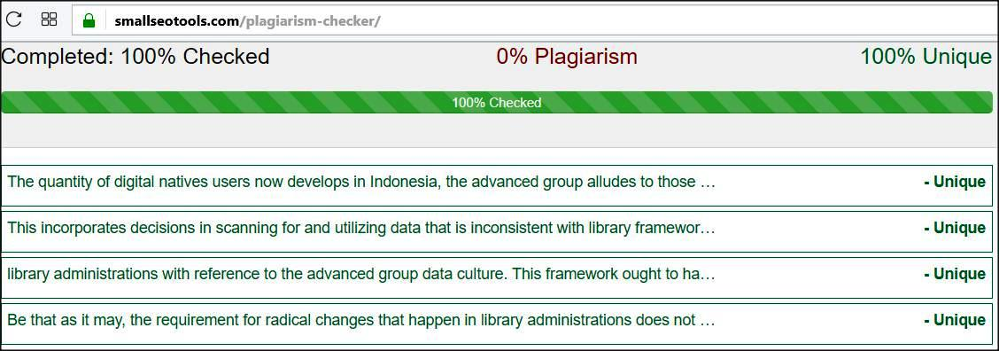 smallseotools.com/plagiarism-checker/
Completed: 100% Checked 0% Plagiarism 100% Unique
100% Checked
The quantity of digital natives users now develops in Indonesia, the advanced group alludes to those … - Unique
This incorporates decisions in scanning for and utilizing data that is inconsistent with library framewor… - Unique
library administrations with reference to the advanced group data culture. This framework ought to ha… - Unique
Be that as it may, the requirement for radical changes that happen in library administrations does not … - Unique